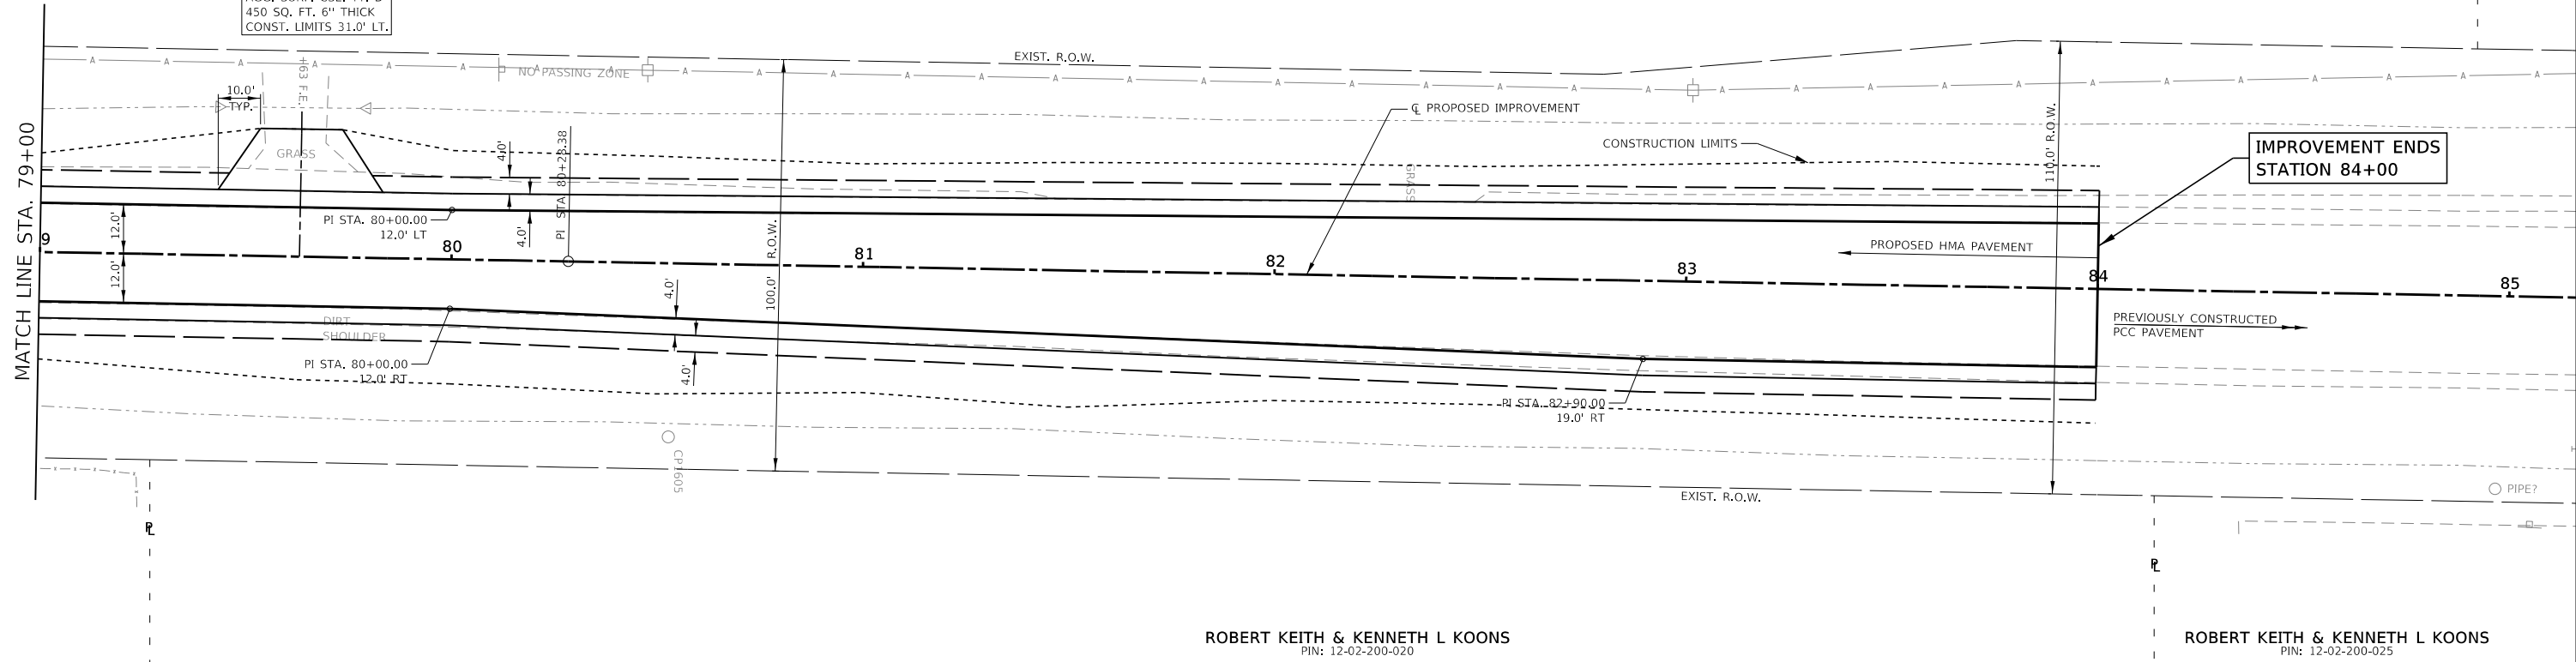 450 SQ. FT. 6" THICK
CONST. LIMITS 31.0' LT.
MATCH LINE STA. 79+00
10.0'
TYP.
+63 F.E.
GRASS
NO PASSING ZONE
EXIST. R.O.W.
℄ PROPOSED IMPROVEMENT
CONSTRUCTION LIMITS
GRASS
110.0' R.O.W.
IMPROVEMENT ENDS
STATION 84+00
4.0'
4.0'
PI STA. 80+28.38
PI STA. 80+00.00
12.0' LT
12.0'
12.0'
100.0' R.O.W.
PROPOSED HMA PAVEMENT
9
80
81
82
83
84
85
4.0'
4.0'
DIRT
SHOULDER
PI STA. 80+00.00
12.0' RT
PREVIOUSLY CONSTRUCTED
PCC PAVEMENT
PI STA. 82+90.00
19.0' RT
CP1605
EXIST. R.O.W.
PIPE?
PL
PL
ROBERT KEITH & KENNETH L KOONS
PIN: 12-02-200-020
ROBERT KEITH & KENNETH L KOONS
PIN: 12-02-200-025